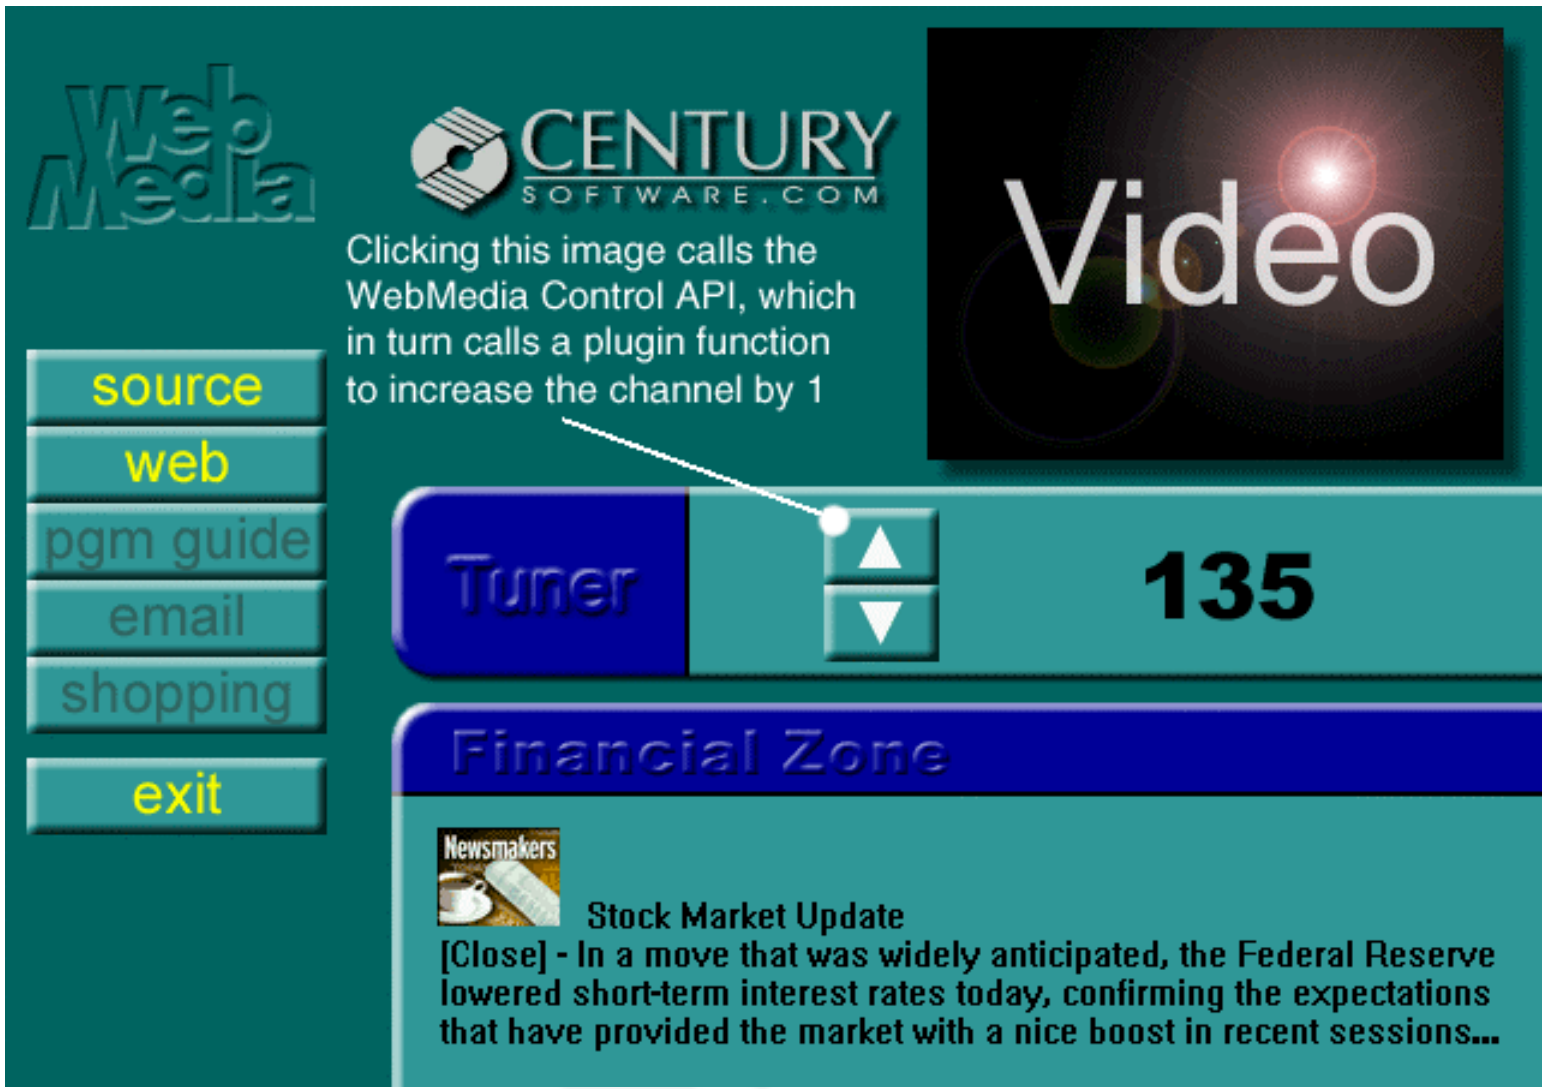 Web
Media
CENTURY
SOFTWARE.COM
Clicking this image calls the
WebMedia Control API, which
in turn calls a plugin function
to increase the channel by 1
Video
source
web
pgm guide
email
shopping
exit
Tuner
135
Financial Zone
Newsmakers
Stock Market Update
[Close] - In a move that was widely anticipated, the Federal Reserve
lowered short-term interest rates today, confirming the expectations
that have provided the market with a nice boost in recent sessions...